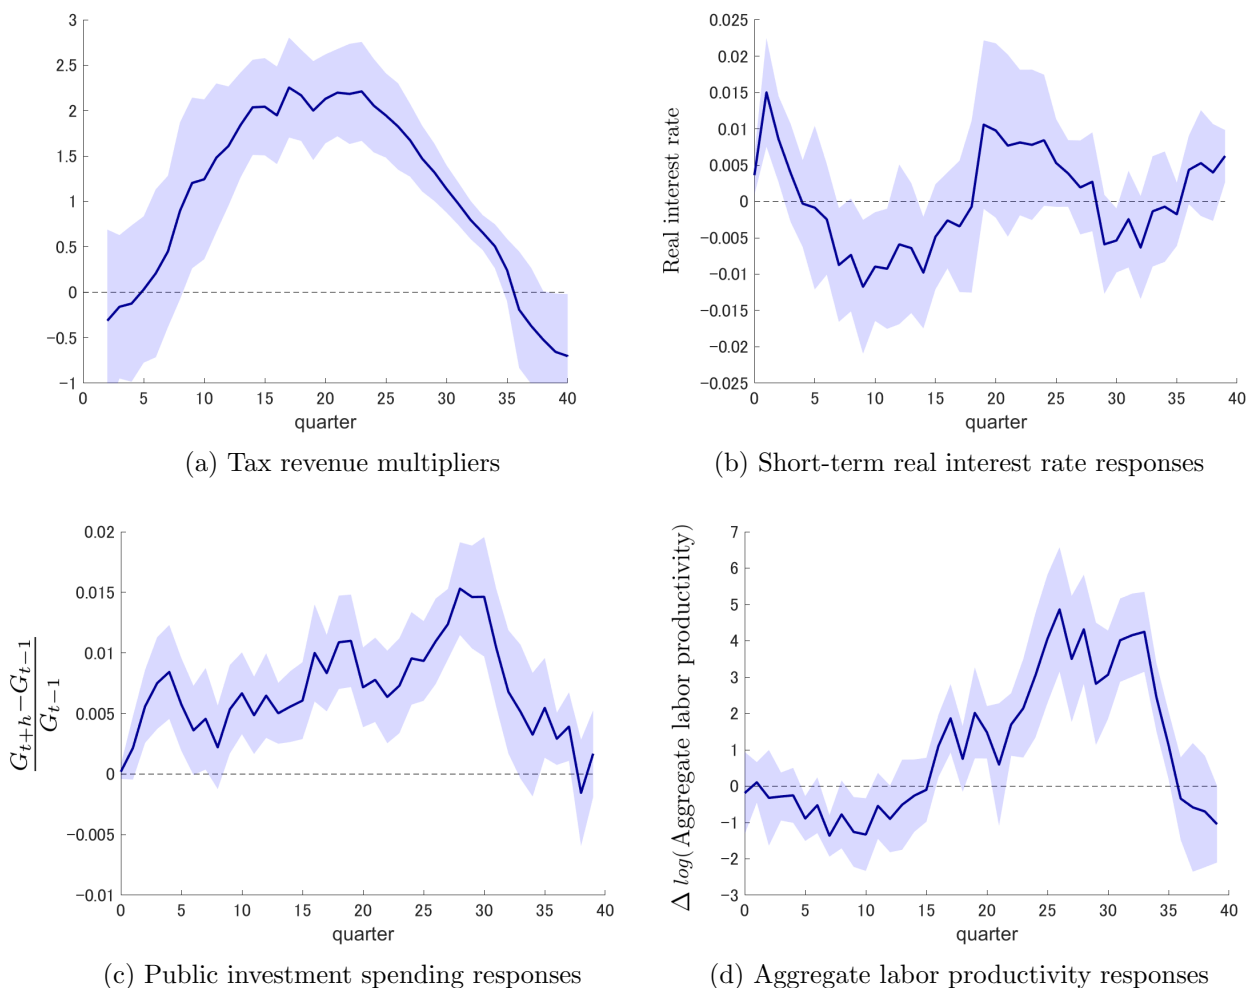 3
2.5
2
1.5
1
0.5
0
−0.5
−1
0 5 10 15 20 25 30 35 40
quarter
(a) Tax revenue multipliers
Real interest rate
0.025
0.02
0.015
0.01
0.005
0
−0.005
−0.01
−0.015
−0.02
−0.025
0 5 10 15 20 25 30 35 40
quarter
(b) Short-term real interest rate responses
G_{t+h}−G_{t−1}
G_{t−1}
0.02
0.015
0.01
0.005
0
−0.005
−0.01
0 5 10 15 20 25 30 35 40
quarter
(c) Public investment spending responses
Δ log(Aggregate labor productivity)
7
6
5
4
3
2
1
0
−1
−2
−3
0 5 10 15 20 25 30 35 40
quarter
(d) Aggregate labor productivity responses